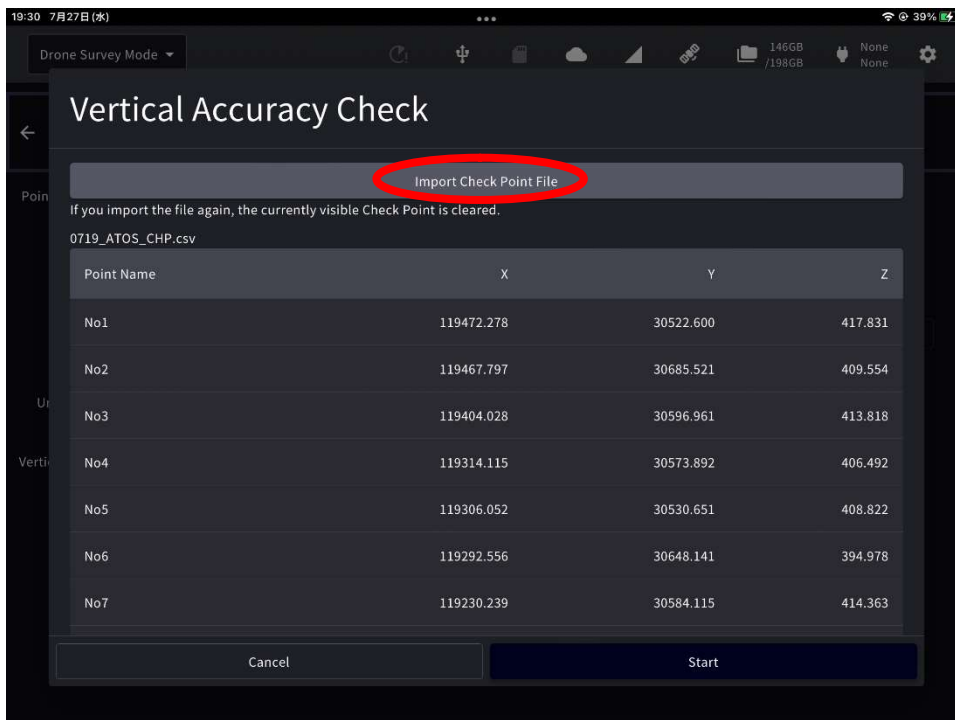 19:30 7月27日(水)
39%
Drone Survey Mode
146GB
/198GB
None
None
Vertical Accuracy Check
Import Check Point File
Poin
If you import the file again, the currently visible Check Point is cleared.
0719_ATOS_CHP.csv
Point Name X Y Z
No1 119472.278 30522.600 417.831
No2 119467.797 30685.521 409.554
No3 119404.028 30596.961 413.818
No4 119314.115 30573.892 406.492
No5 119306.052 30530.651 408.822
No6 119292.556 30648.141 394.978
No7 119230.239 30584.115 414.363
Verti
Cancel Start